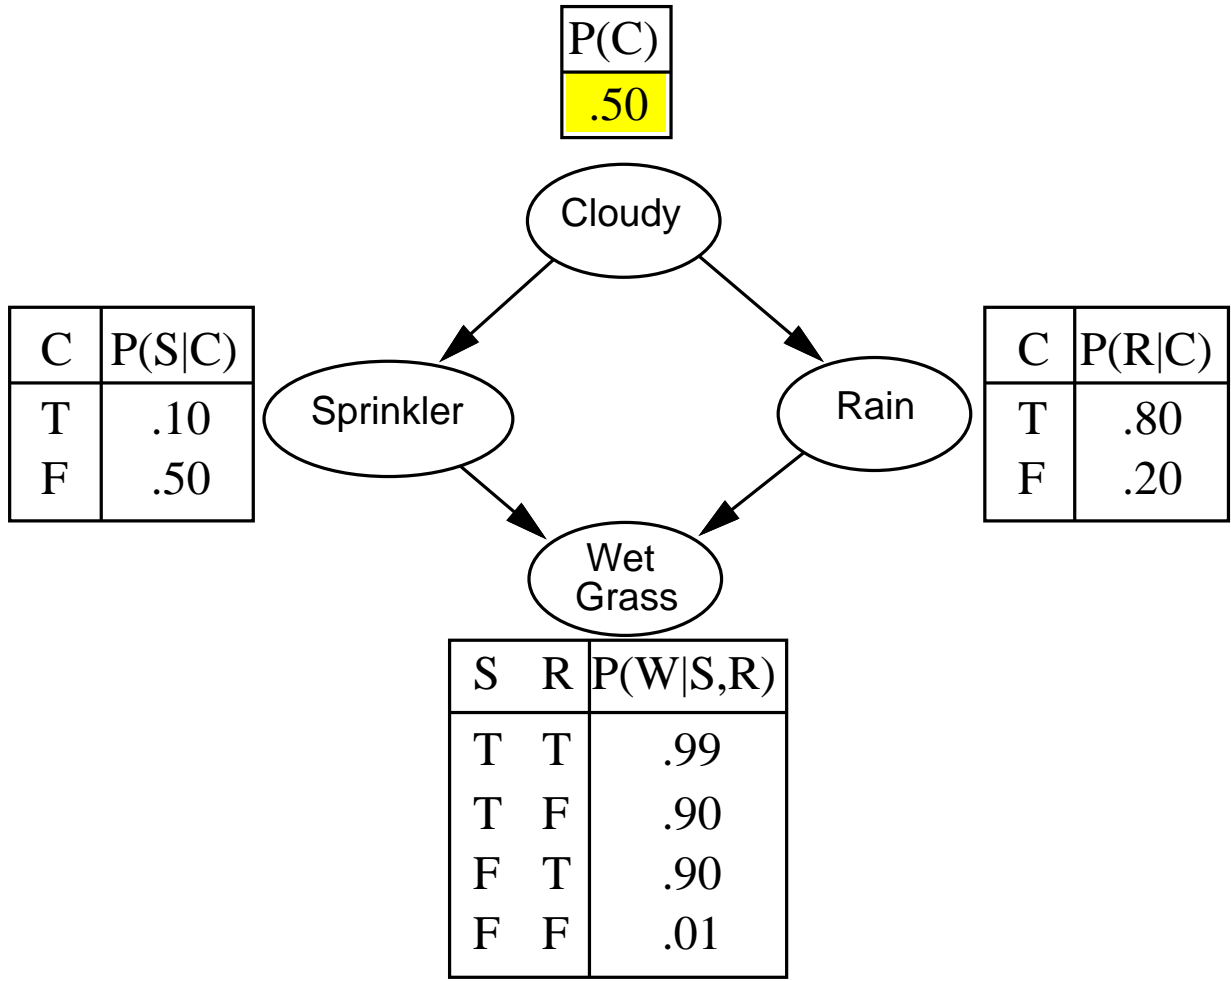 P(C)
.50
Cloudy
C P(S|C)
T .10
F .50
Sprinkler
Rain
C P(R|C)
T .80
F .20
Wet
Grass
S R P(W|S,R)
T T .99
T F .90
F T .90
F F .01